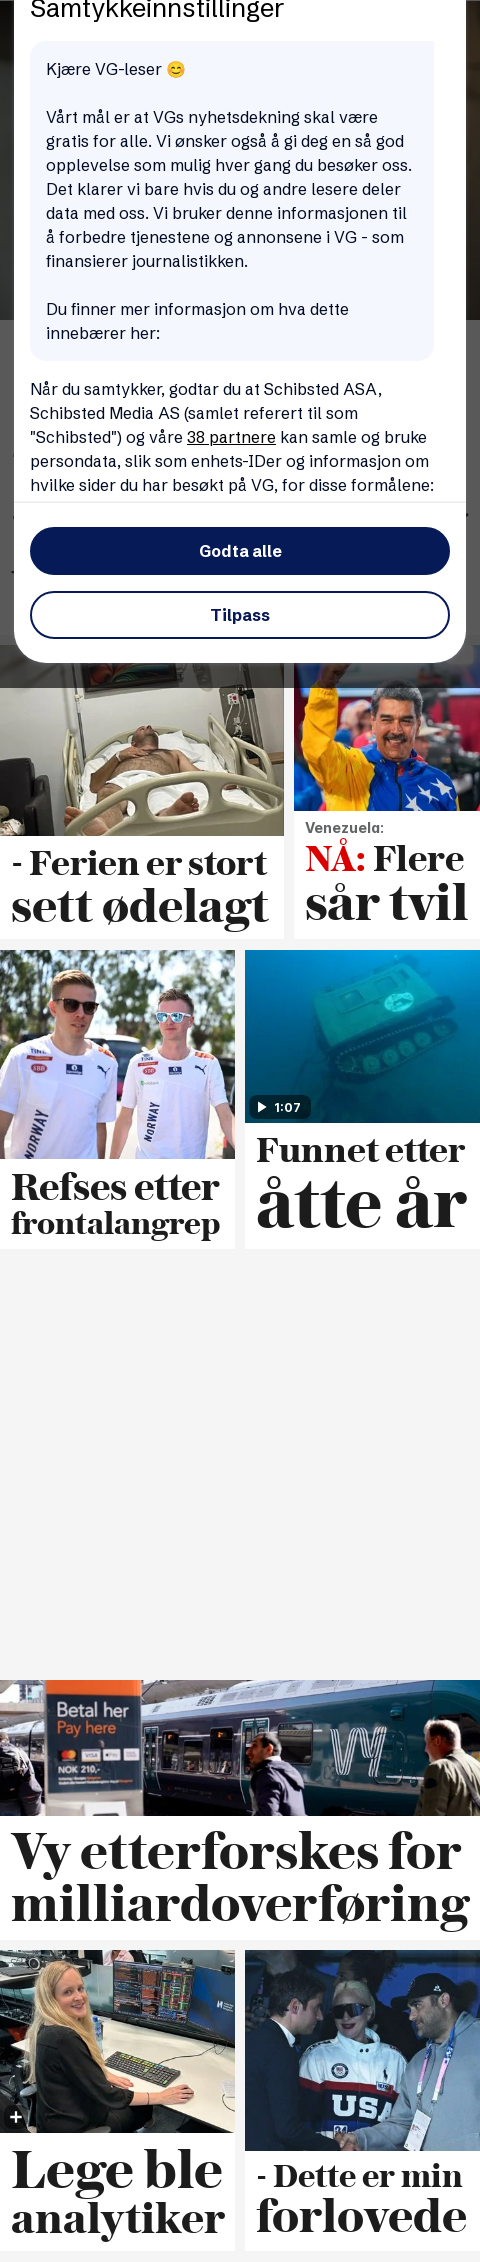 Samtykkeinnstillinger
Kjære VG-leser 😊
Vårt mål er at VGs nyhetsdekning skal være
gratis for alle. Vi ønsker også å gi deg en så god
opplevelse som mulig hver gang du besøker oss.
Det klarer vi bare hvis du og andre lesere deler
data med oss. Vi bruker denne informasjonen til
å forbedre tjenestene og annonsene i VG - som
finansierer journalistikken.
Du finner mer informasjon om hva dette
innebærer her:
Når du samtykker, godtar du at Schibsted ASA,
Schibsted Media AS (samlet referert til som
"Schibsted") og våre 38 partnere kan samle og bruke
persondata, slik som enhets-IDer og informasjon om
hvilke sider du har besøkt på VG, for disse formålene:
Godta alle
Tilpass
- Ferien er stort
sett ødelagt
Venezuela:
NÅ: Flere
sår tvil
TINE
SBB
NORWAY
TINE
SBB
NORWAY
Refses etter
frontalangrep
1:07
Funnet etter
åtte år
Betal her
Pay here
VISA
NOK 210,-
Vy etterforskes for
milliardoverføring
Lege ble
analytiker
USA
- Dette er min
forlovede